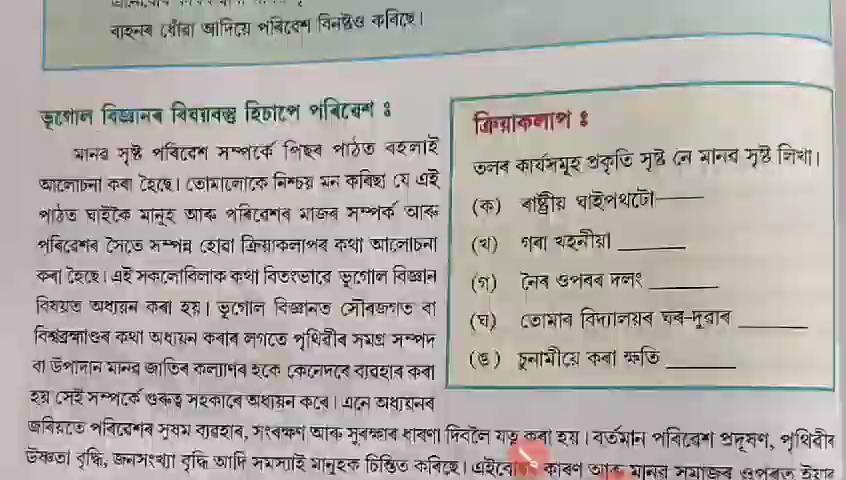 বাহনৰ ধোঁৱা আদিয়ে পৰিবেশ বিনষ্টও কৰিছে।
ভূগোল বিজ্ঞানৰ বিষয়বস্তু হিচাপে পৰিবেশ ঃ
মানৱ সৃষ্ট পৰিবেশ সম্পৰ্কে পিছৰ পাঠত বহলাই
আলোচনা কৰা হৈছে। তোমালোকে নিশ্চয় মন কৰিছা যে এই
পাঠত ঘাইকৈ মানুহ আৰু পৰিবেশৰ মাজৰ সম্পৰ্ক আৰু
পৰিবেশৰ সৈতে সম্পন্ন হোৱা ক্ৰিয়াকলাপৰ কথা আলোচনা
কৰা হৈছে। এই সকলোবিলাক কথা বিতংভাৱে ভূগোল বিজ্ঞান
বিষয়ত অধ্যয়ন কৰা হয়। ভূগোল বিজ্ঞানত সৌৰজগত বা
বিশ্বব্ৰহ্মাণ্ডৰ কথা অধ্যয়ন কৰাৰ লগতে পৃথিৱীৰ সমগ্ৰ সম্পদ
বা উপাদান মানৱ জাতিৰ কল্যাণৰ হকে কেনেদৰে ব্যৱহাৰ কৰা
হয় সেই সম্পৰ্কে গুৰুত্ব সহকাৰে অধ্যয়ন কৰে। এনে অধ্যয়নৰ
জৰিয়তে পৰিবেশৰ সুষম ব্যৱহাৰ, সংৰক্ষণ আৰু সুৰক্ষাৰ ধাৰণা দিবলৈ যত্ন কৰা হয়। বৰ্তমান পৰিবেশ প্ৰদূষণ, পৃথিৱীৰ
উষ্ণতা বৃদ্ধি, জনসংখ্যা বৃদ্ধি আদি সমস্যাই মানুহক চিন্তিত কৰিছে। কাৰণ আৰু মানৱ সমাজৰ ওপৰত ইয়াৰ
ক্ৰিয়াকলাপ ঃ
তলৰ কাৰ্যসমূহ প্ৰকৃতি সৃষ্ট নে মানৱ সৃষ্ট লিখা।
(ক) ৰাষ্ট্ৰীয় ঘাইপথটো——
(খ) গৰা খহনীয়া ______
(গ) নৈৰ ওপৰৰ দলং ______
(ঘ) তোমাৰ বিদ্যালয়ৰ ঘৰ-দুৱাৰ ______
(ঙ) চুনামীয়ে কৰা ক্ষতি ______